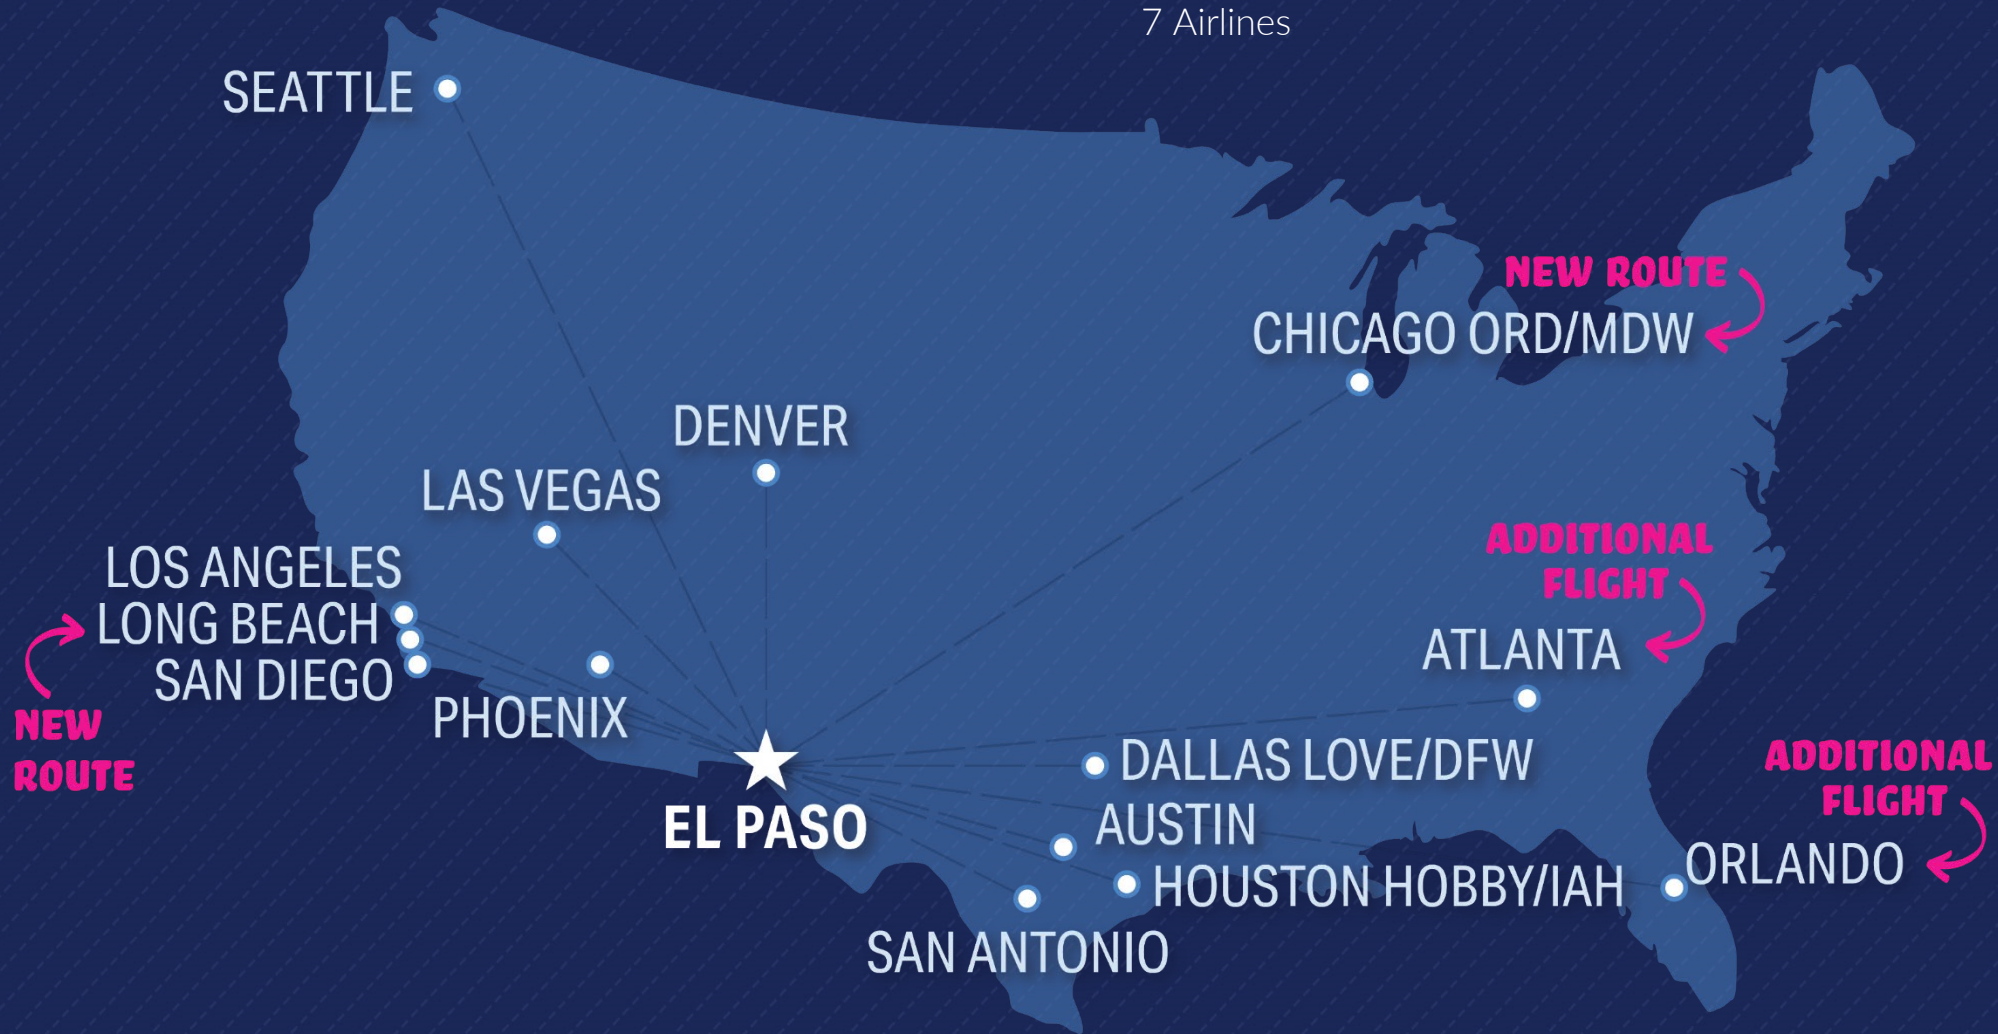 7 Airlines
SEATTLE
NEW ROUTE
CHICAGO ORD/MDW
DENVER
LAS VEGAS
ADDITIONAL
FLIGHT
ATLANTA
LOS ANGELES
LONG BEACH
SAN DIEGO
NEW
ROUTE
PHOENIX
EL PASO
DALLAS LOVE/DFW
AUSTIN
HOUSTON HOBBY/IAH
SAN ANTONIO
ADDITIONAL
FLIGHT
ORLANDO